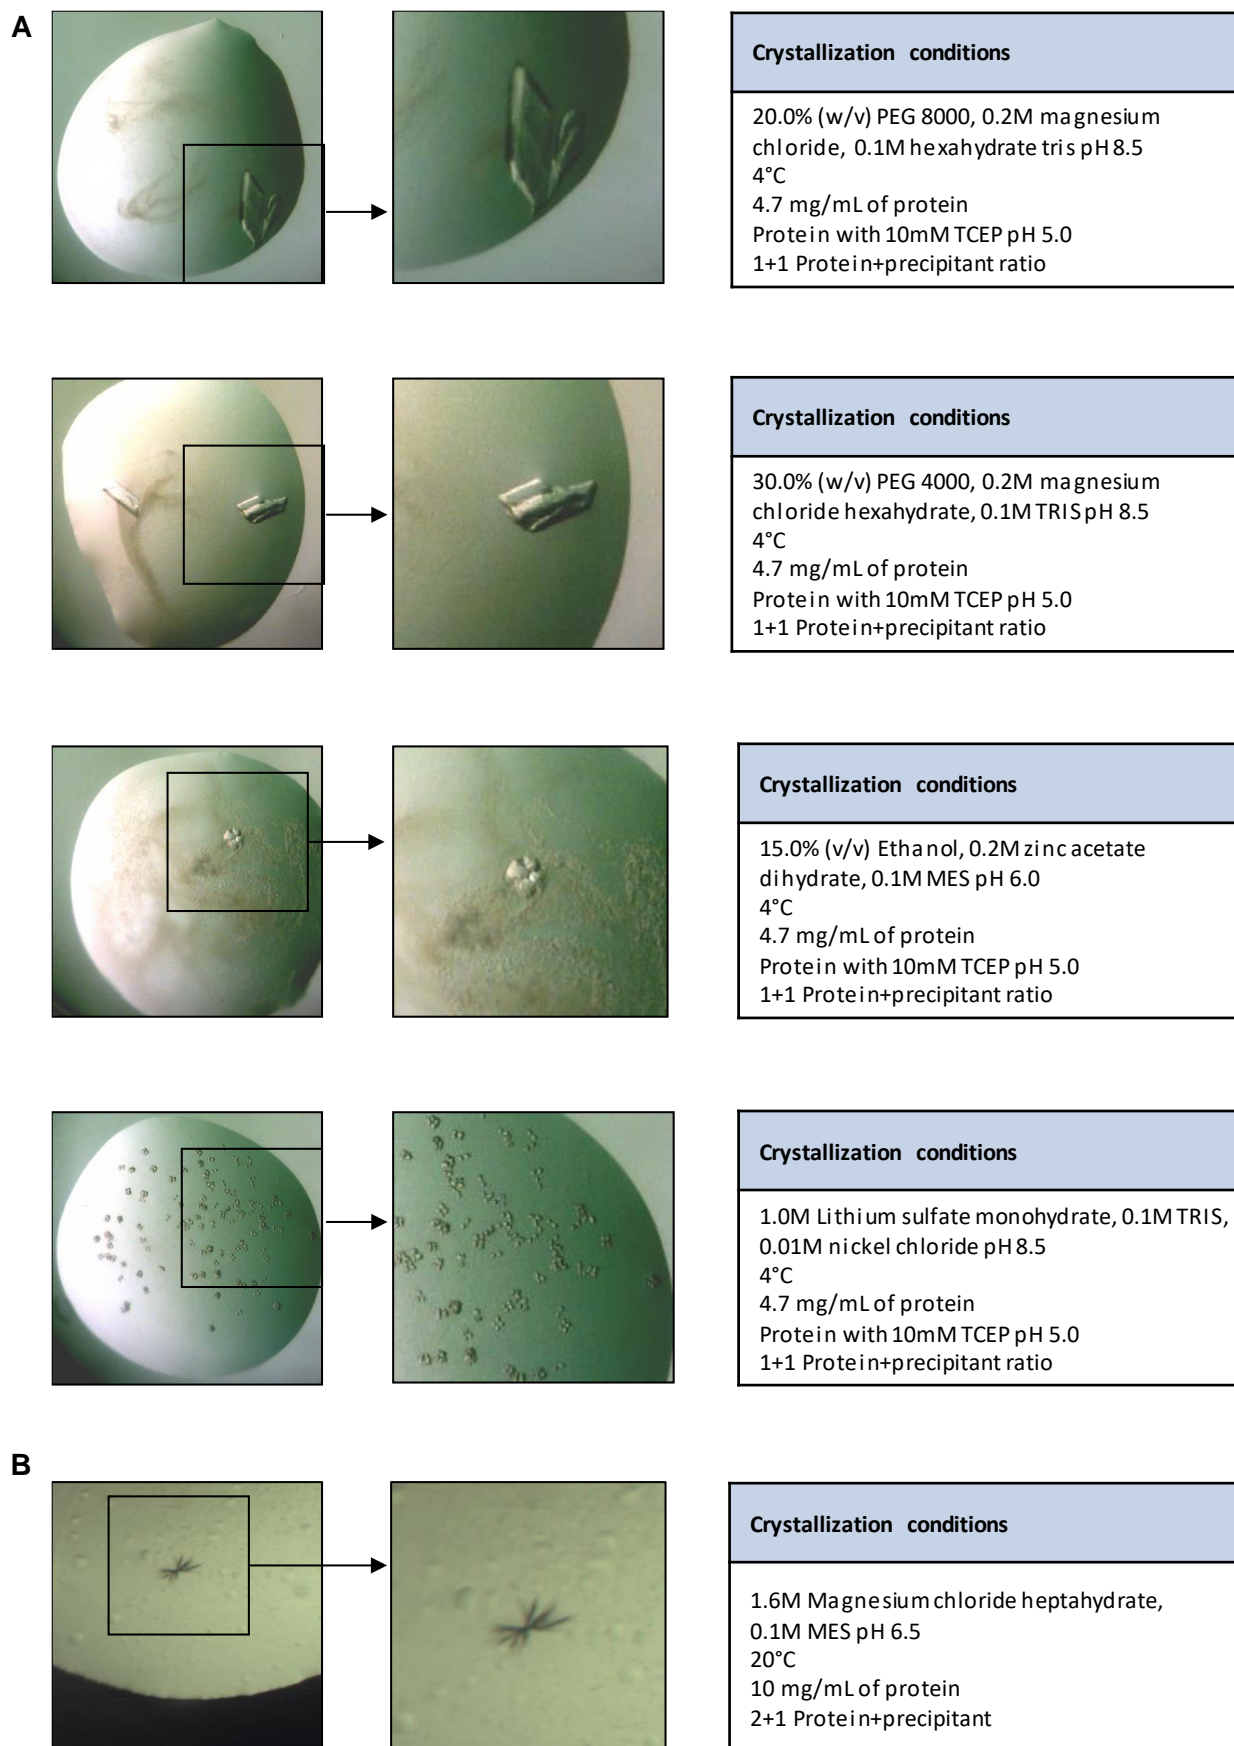 A
Crystallization conditions
20.0% (w/v) PEG 8000, 0.2M magnesium
chloride, 0.1M hexahydrate tris pH 8.5
4°C
4.7 mg/mL of protein
Protein with 10mM TCEP pH 5.0
1+1 Protein+precipitant ratio
Crystallization conditions
30.0% (w/v) PEG 4000, 0.2M magnesium
chloride hexahydrate, 0.1M TRIS pH 8.5
4°C
4.7 mg/mL of protein
Protein with 10mM TCEP pH 5.0
1+1 Protein+precipitant ratio
Crystallization conditions
15.0% (v/v) Ethanol, 0.2M zinc acetate
dihydrate, 0.1M MES pH 6.0
4°C
4.7 mg/mL of protein
Protein with 10mM TCEP pH 5.0
1+1 Protein+precipitant ratio
Crystallization conditions
1.0M Lithium sulfate monohydrate, 0.1M TRIS,
0.01M nickel chloride pH 8.5
4°C
4.7 mg/mL of protein
Protein with 10mM TCEP pH 5.0
1+1 Protein+precipitant ratio
B
Crystallization conditions
1.6M Magnesium chloride heptahydrate,
0.1M MES pH 6.5
20°C
10 mg/mL of protein
2+1 Protein+precipitant